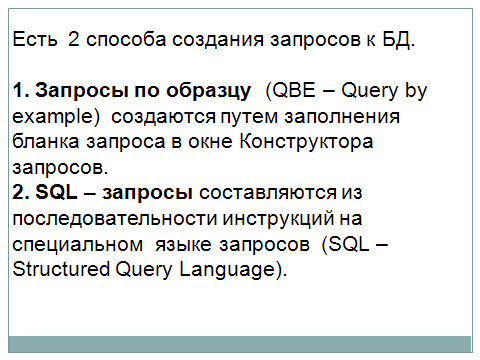 Есть 2 способа создания запросов к БД.
1. Запросы по образцу (QBE – Query by
example) создаются путем заполнения
бланка запроса в окне Конструктора
запросов.
2. SQL – запросы составляются из
последовательности инструкций на
специальном языке запросов (SQL –
Structured Query Language).